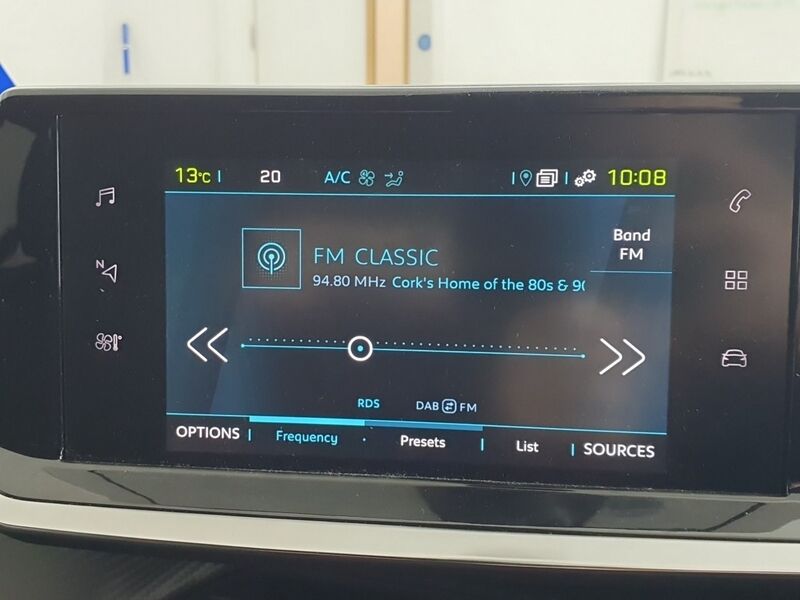 13°C 20 A/C 10:08
Band
FM
FM CLASSIC
94.80 MHz Cork's Home of the 80s & 90
N
RDS DAB FM
OPTIONS Frequency Presets List SOURCES